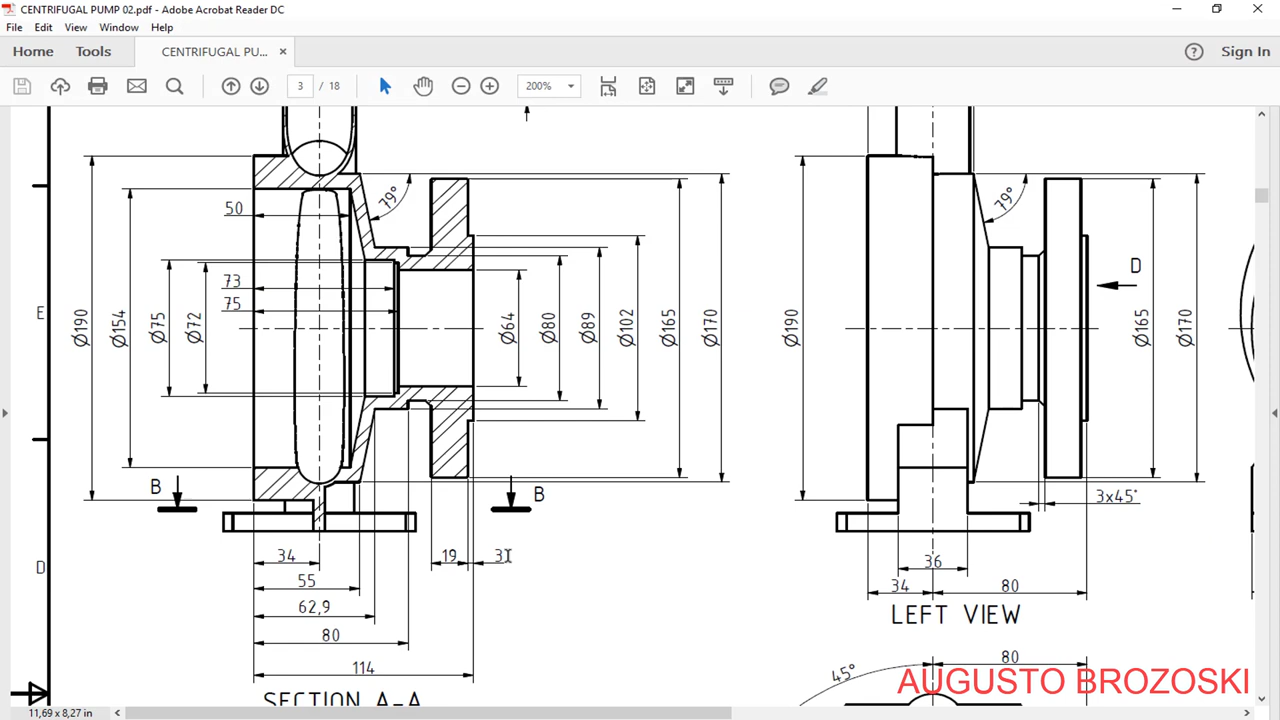 CENTRIFUGAL PUMP 02.pdf - Adobe Acrobat Reader DC
File Edit View Window Help
Home Tools CENTRIFUGAL PU... × Sign In
3 / 18 200%
E
D
50
79°
73
75
Ø190
Ø154
Ø75
Ø72
Ø64
Ø80
Ø89
Ø102
Ø165
Ø170
B
B
34
19
3
55
62,9
80
114
SECTION A-A
Ø190
79°
D
Ø165
Ø170
3x45°
36
34
80
LEFT VIEW
45°
80
AUGUSTO BROZOSKI
11,69 x 8,27 in